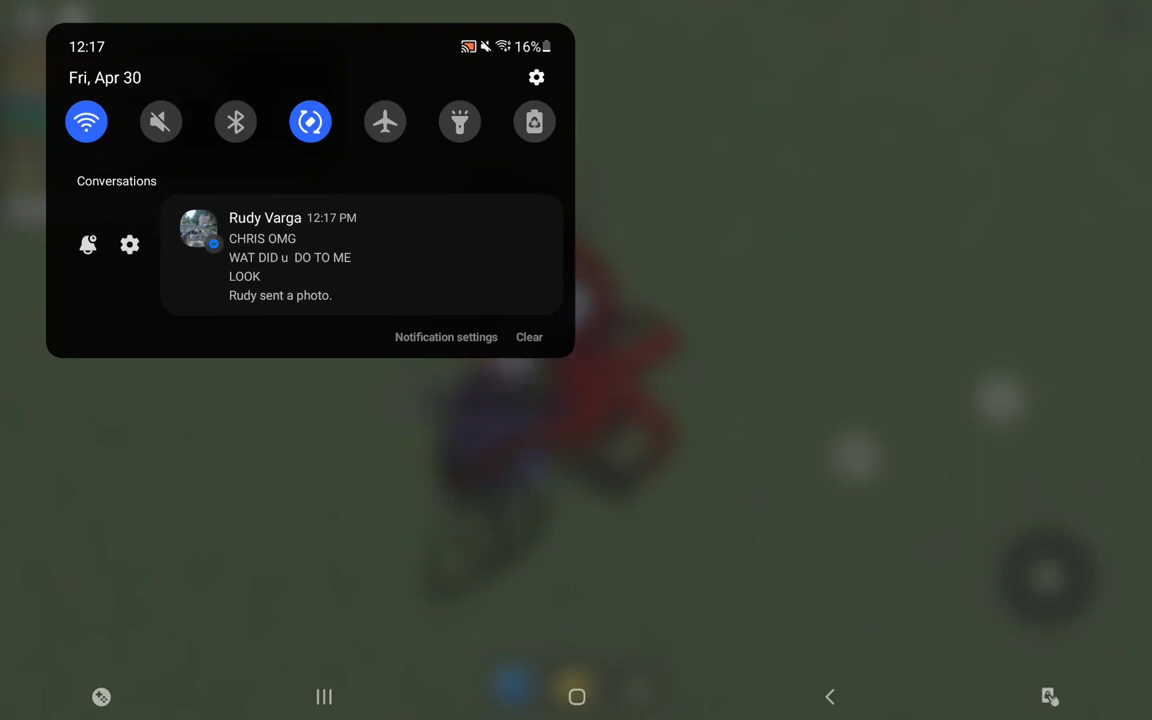 12:17
16%
Fri, Apr 30
Conversations
Rudy Varga 12:17 PM
CHRIS OMG
WAT DID u  DO TO ME
LOOK
Rudy sent a photo.
Notification settings
Clear